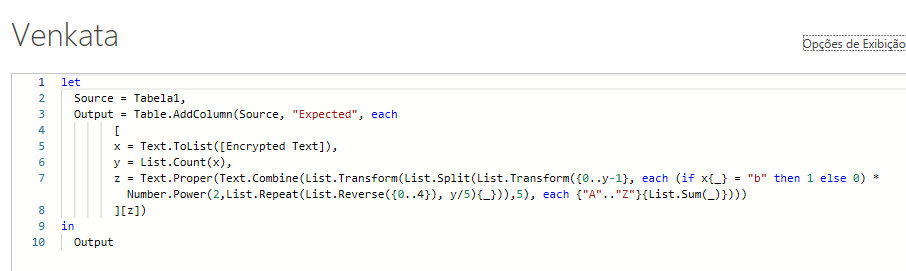 Venkata
Opções de Exibição
1 let
2 Source = Tabela1,
3 Output = Table.AddColumn(Source, "Expected", each
4 [
5 x = Text.ToList([Encrypted Text]),
6 y = List.Count(x),
7 z = Text.Proper(Text.Combine(List.Transform(List.Split(List.Transform({0..y-1}, each (if x{_} = "b" then 1 else 0) *
Number.Power(2,List.Repeat(List.Reverse({0..4}), y/5){_})),5), each {"A".."Z"}{List.Sum(_)})))
8 ][z])
9 in
10 Output